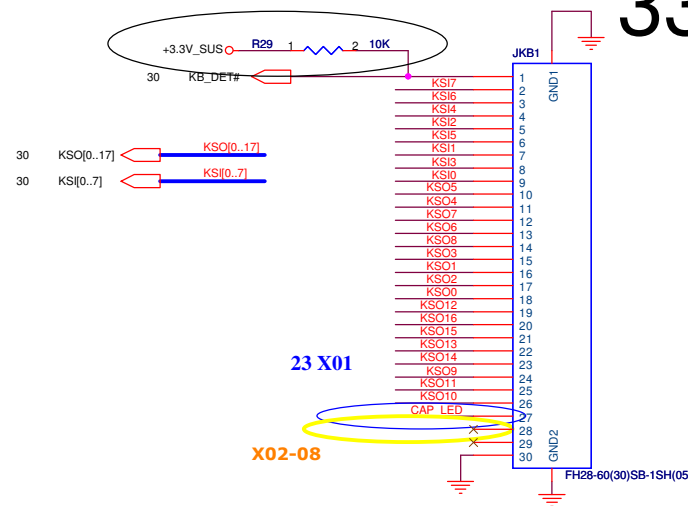 33
+3.3V_SUS R29 1 2 10K
JKB1
30 KB_DET# 1
GND1
KSI7 2
KSI6 3
KSI4 4
KSI2 5
KSI5 6
30 KSO[0..17] KSO[0..17] KSI1 7
KSI3 8
30 KSI[0..7] KSI[0..7] KSI0 9
KSO5 10
KSO4 11
KSO7 12
KSO6 13
KSO8 14
KSO3 15
KSO1 16
KSO2 17
KSO0 18
KSO12 19
KSO16 20
KSO15 21
KSO13 22
23 X01 KSO14 23
KSO9 24
KSO11 25
KSO10 26
CAP_LED 27
28
29
X02-08 30
GND2
FH28-60(30)SB-1SH(05